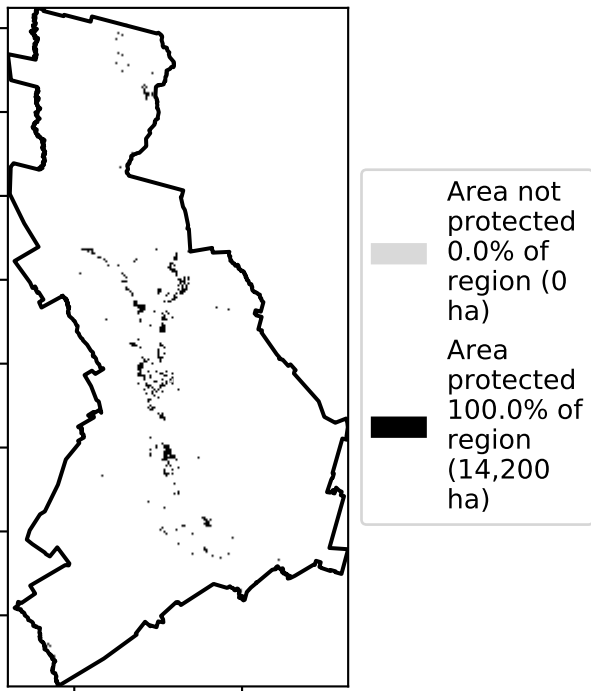 Area not
protected
0.0% of
region (0
ha)
Area
protected
100.0% of
region
(14,200
ha)